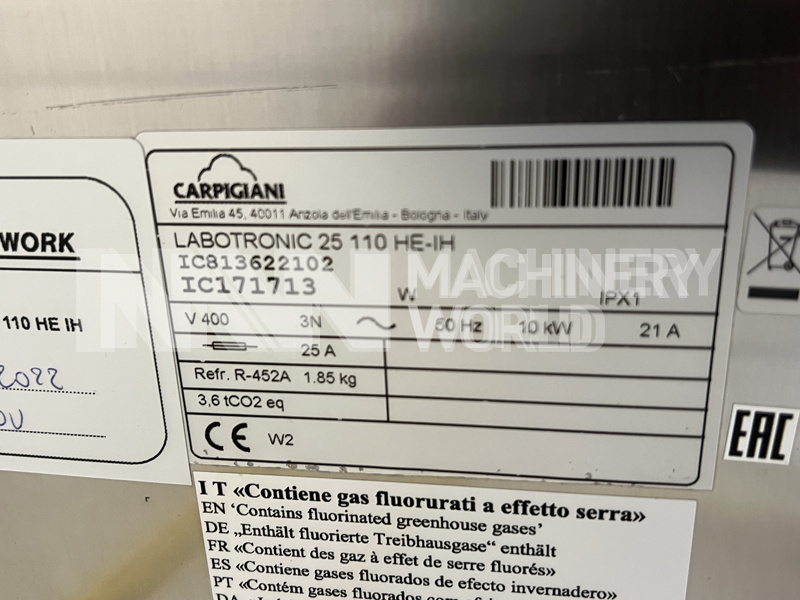 CARPIGIANI
Via Emilia 45, 40011 Anzola dell'Emilia - Bologna - Italy
LABOTRONIC 25 110 HE-IH
IC813622102
IC171713
W.
IPX1
V 400 3N 50 Hz 10 kW 21 A
25 A
Refr. R-452A 1.85 kg
3,6 tCO2 eq
CE W2
WORK
110 HE IH
2022
MACHINERY
WORLD
EAC
I T «Contiene gas fluorurati a effetto serra»
EN ‘Contains fluorinated greenhouse gases’
DE „Enthält fluorierte Treibhausgase“ enthält
FR «Contient des gaz à effet de serre fluorés»
ES «Contiene gases fluorados de efecto invernadero»
PT «Contém gases fluorados com